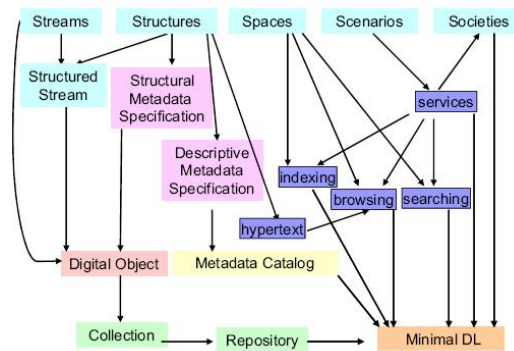 Streams
Structures
Spaces
Scenarios
Societies
Structured
Stream
Structural
Metadata
Specification
services
Descriptive
Metadata
Specification
indexing
browsing
searching
hypertext
Digital Object
Metadata Catalog
Collection
Repository
Minimal DL